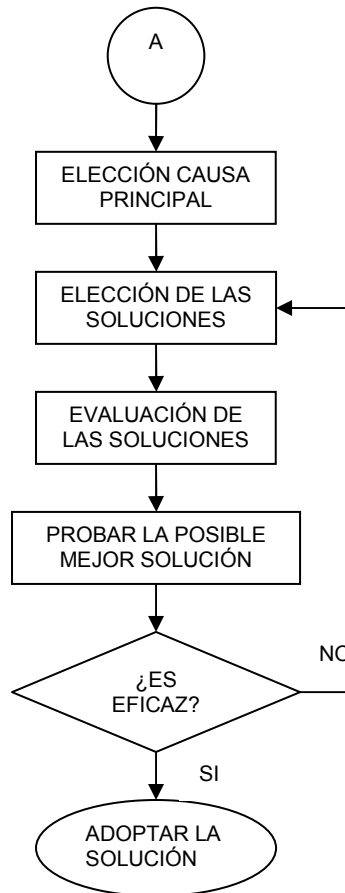 A
ELECCIÓN CAUSA
PRINCIPAL
ELECCIÓN DE LAS
SOLUCIONES
EVALUACIÓN DE
LAS SOLUCIONES
PROBAR LA POSIBLE
MEJOR SOLUCIÓN
¿ES
EFICAZ?
NO
SI
ADOPTAR LA
SOLUCIÓN